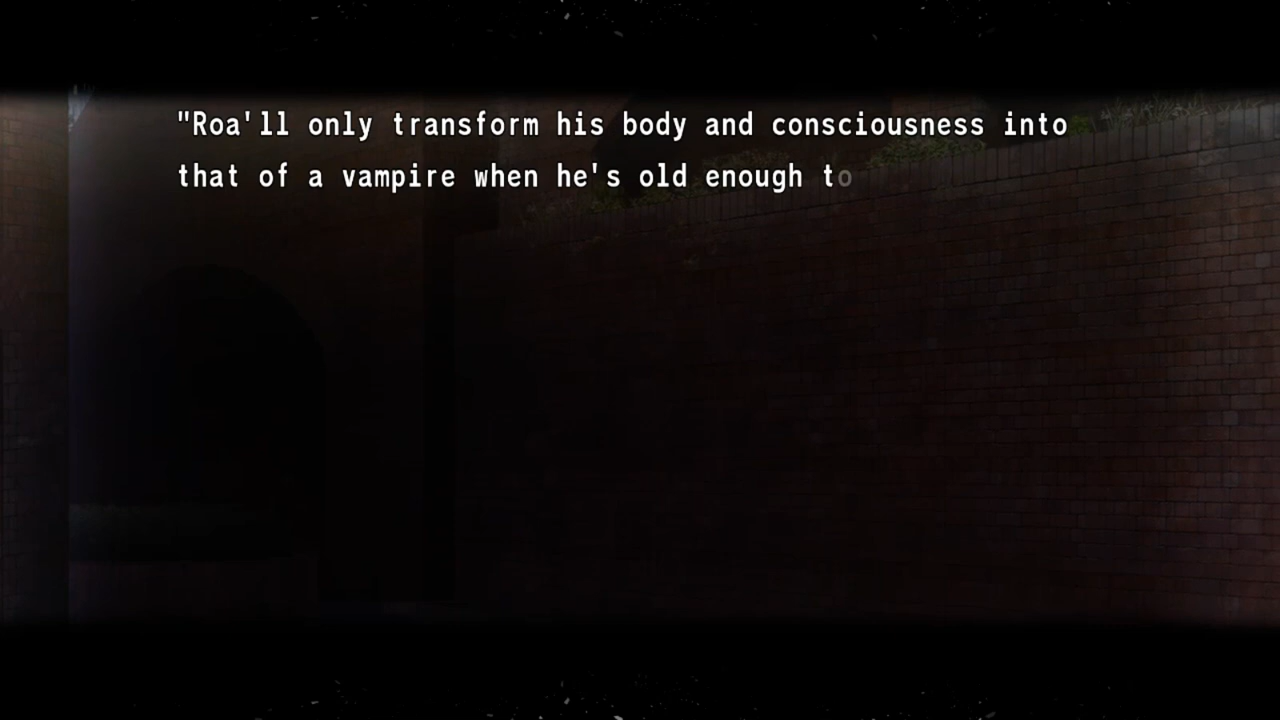 "Roa'll only transform his body and consciousness into
that of a vampire when he's old enough to